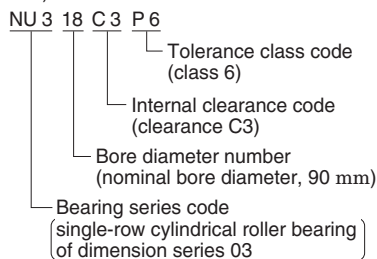 NU 3 18 C 3 P 6
Tolerance class code
(class 6)
Internal clearance code
(clearance C3)
Bore diameter number
(nominal bore diameter, 90 mm)
Bearing series code
(single-row cylindrical roller bearing
of dimension series 03)